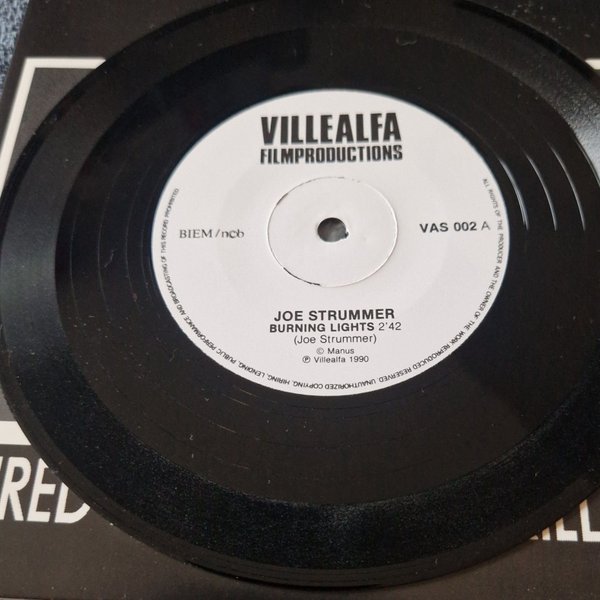 VILLEALFA
FILMPRODUCTIONS
BIEM/ncb
VAS 002 A
JOE STRUMMER
BURNING LIGHTS 2'42
(Joe Strummer)
© Manus
℗ Villealfa 1990
ALL RIGHTS OF THE PRODUCER AND THE OWNER OF THE WORK REPRODUCED RESERVED. UNAUTHORIZED COPYING, HIRING, LENDING, PUBLIC PERFORMANCE AND BROADCASTING OF THIS RECORD PROHIBITED
RED
ILL